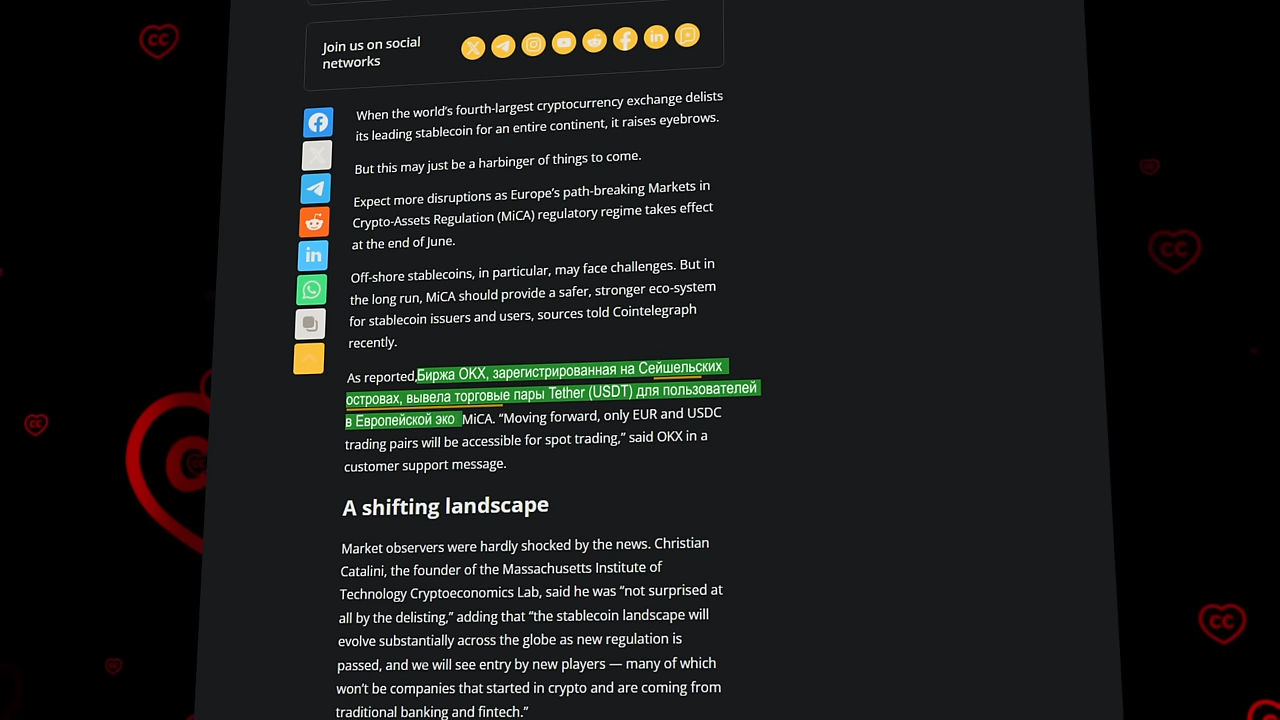 Join us on social
networks
When the world's fourth-largest cryptocurrency exchange delists
its leading stablecoin for an entire continent, it raises eyebrows.
But this may just be a harbinger of things to come.
Expect more disruptions as Europe's path-breaking Markets in
Crypto-Assets Regulation (MiCA) regulatory regime takes effect
at the end of June.
Off-shore stablecoins, in particular, may face challenges. But in
the long run, MiCA should provide a safer, stronger eco-system
for stablecoin issuers and users, sources told Cointelegraph
recently.
As reported, Биржа OKX, зарегистрированная на Сейшельских
островах, вывела торговые пары Tether (USDT) для пользователей
в Европейской эко MiCA. “Moving forward, only EUR and USDC
trading pairs will be accessible for spot trading,” said OKX in a
customer support message.
A shifting landscape
Market observers were hardly shocked by the news. Christian
Catalini, the founder of the Massachusetts Institute of
Technology Cryptoeconomics Lab, said he was “not surprised at
all by the delisting,” adding that “the stablecoin landscape will
evolve substantially across the globe as new regulation is
passed, and we will see entry by new players — many of which
won't be companies that started in crypto and are coming from
traditional banking and fintech.”